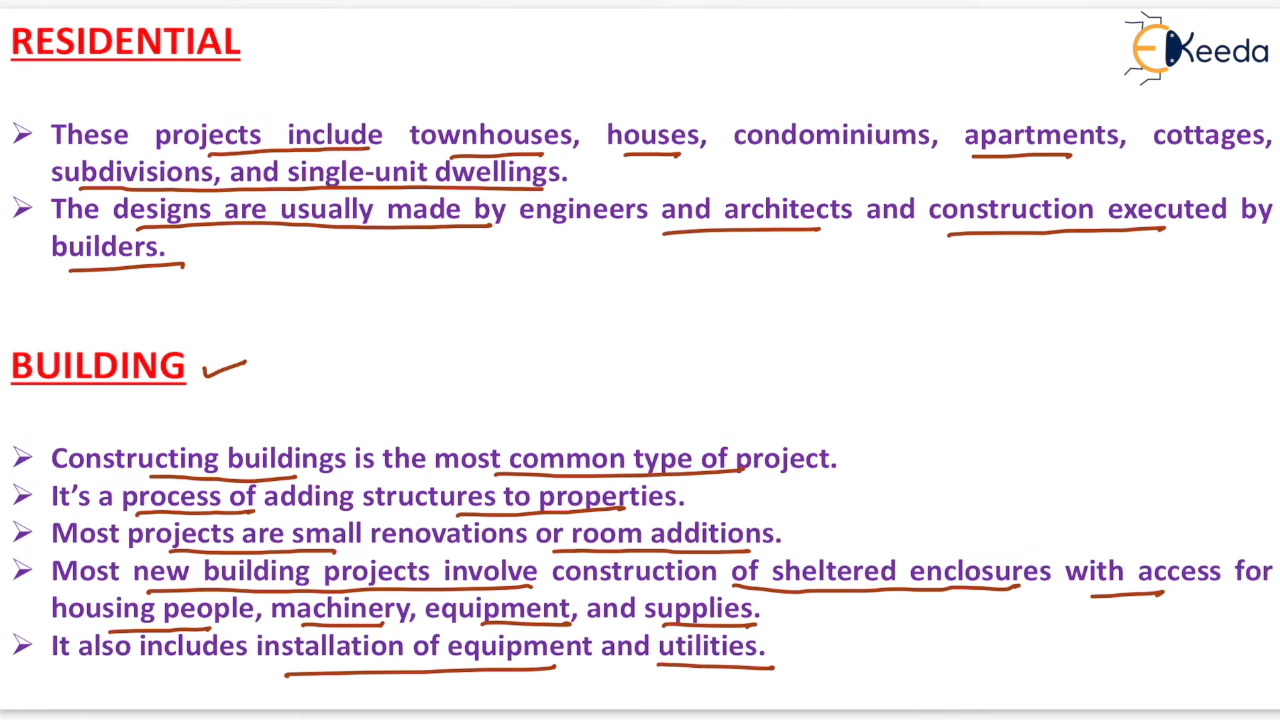 RESIDENTIAL
EKeeda
➢ These projects include townhouses, houses, condominiums, apartments, cottages,
subdivisions, and single-unit dwellings.
➢ The designs are usually made by engineers and architects and construction executed by
builders.
BUILDING
➢ Constructing buildings is the most common type of project.
➢ It’s a process of adding structures to properties.
➢ Most projects are small renovations or room additions.
➢ Most new building projects involve construction of sheltered enclosures with access for
housing people, machinery, equipment, and supplies.
➢ It also includes installation of equipment and utilities.